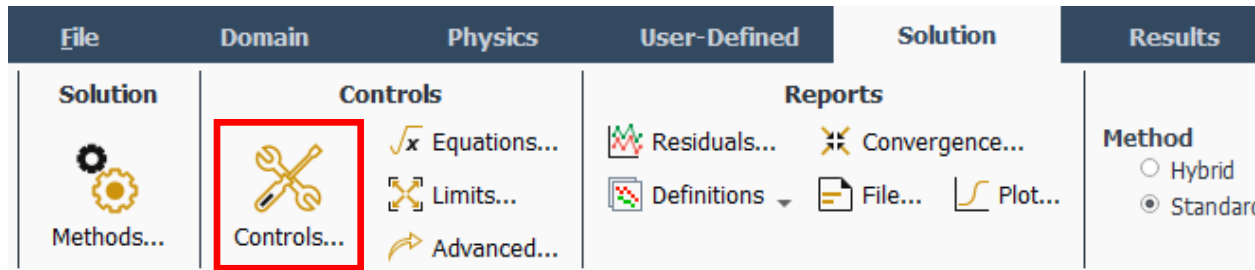 File Domain Physics User-Defined Solution Results
Solution Controls Reports
Methods...
Controls...
√x Equations...
Limits...
Advanced...
Residuals... Convergence...
Definitions File... Plot...
Method
Hybrid
Standard